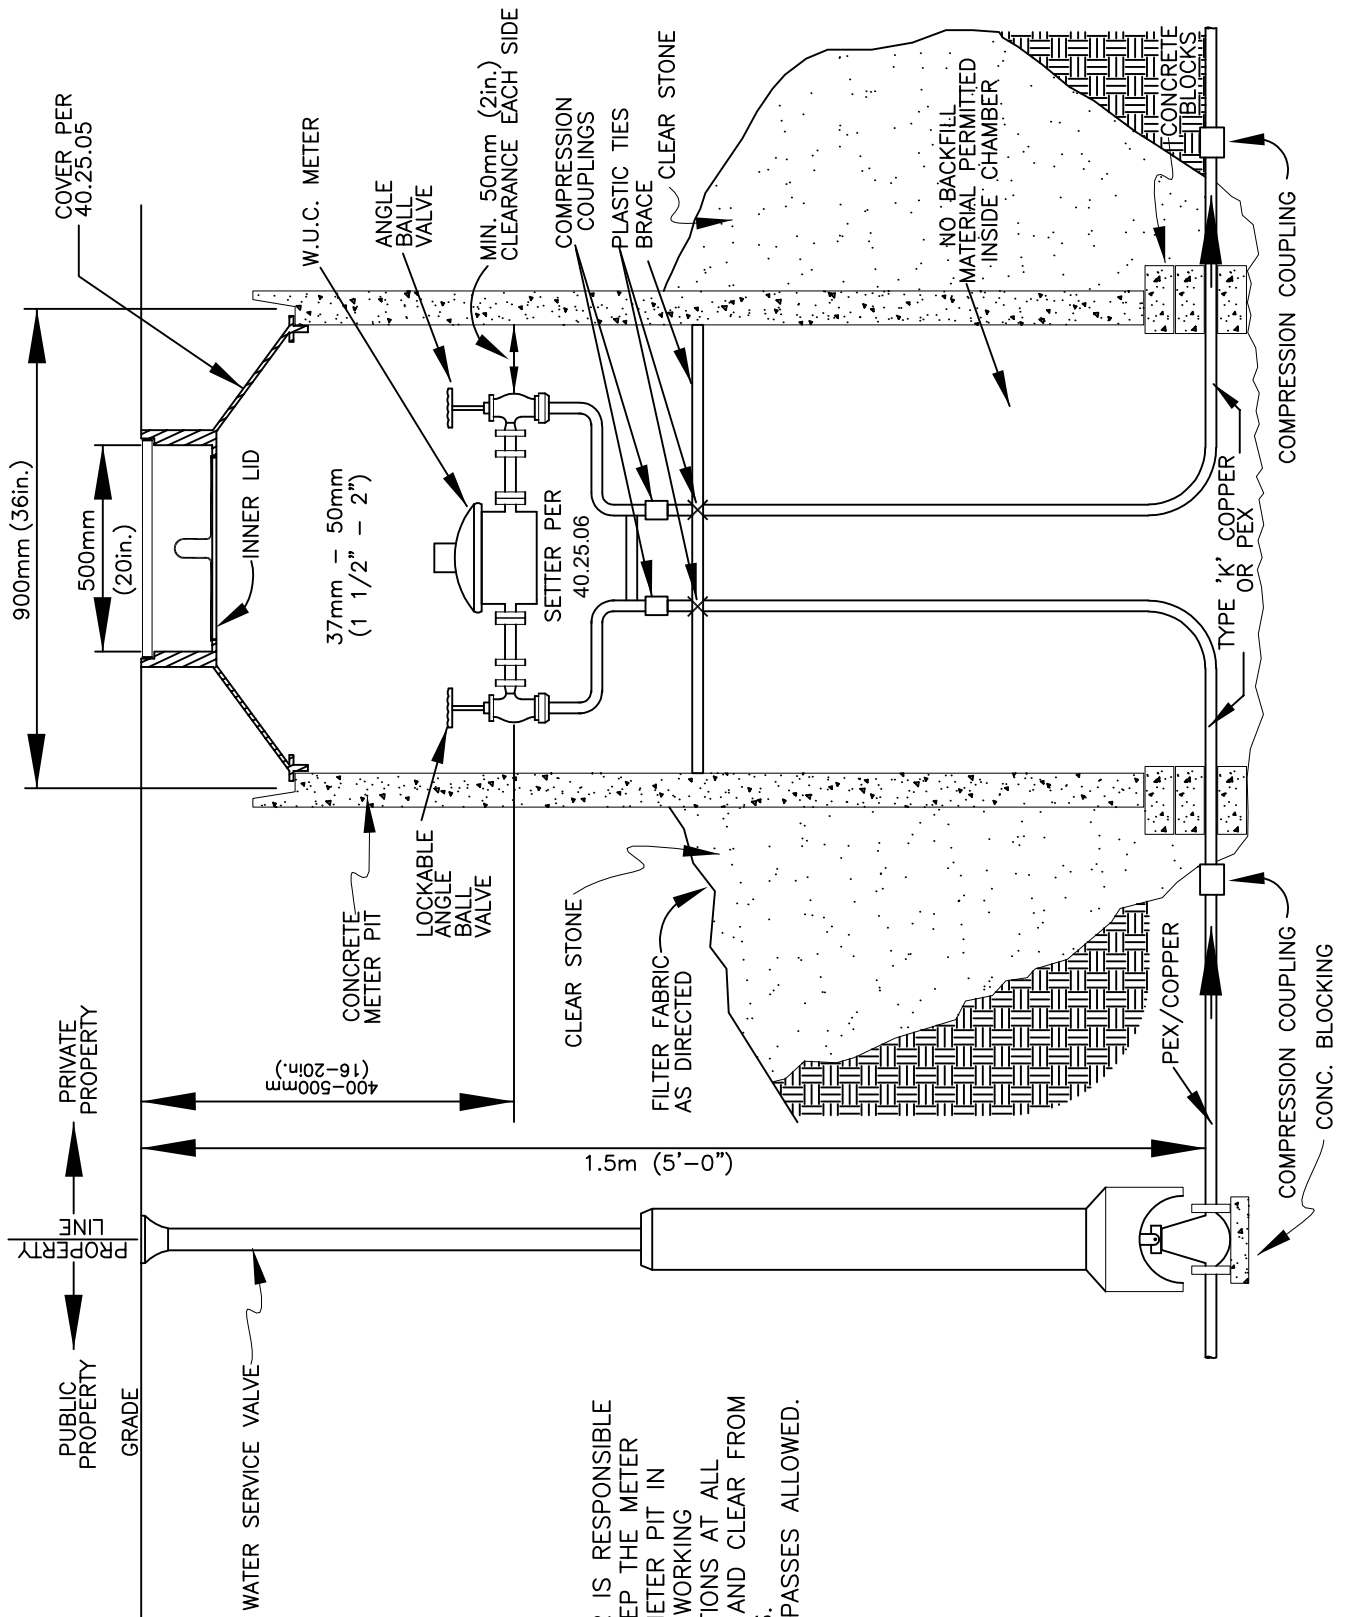 PUBLIC
PROPERTY
GRADE
PROPERTY
LINE
PRIVATE
PROPERTY
WATER SERVICE VALVE
IS RESPONSIBLE
THE METER
METER PIT IN
WORKING
AT ALL
AND CLEAR FROM
ALLOWED.
900mm (36in.)
500mm
(20in.)
COVER PER
40.25.05
INNER LID
37mm – 50mm
(1 1/2" – 2")
W.U.C. METER
ANGLE
BALL
VALVE
MIN. 50mm (2in.)
CLEARANCE EACH SIDE
SETTER PER
40.25.06
COMPRESSION
COUPLINGS
PLASTIC TIES
BRACE
CLEAR STONE
NO BACKFILL
MATERIAL PERMITTED
INSIDE CHAMBER
CONCRETE
BLOCKS
COMPRESSION COUPLING
TYPE 'K' COPPER
OR PEX
CONCRETE
METER PIT
LOCKABLE
ANGLE
BALL
VALVE
CLEAR STONE
FILTER FABRIC
AS DIRECTED
400–500mm
(16–20in.)
1.5m (5'–0")
PEX/COPPER
COMPRESSION COUPLING
CONC. BLOCKING